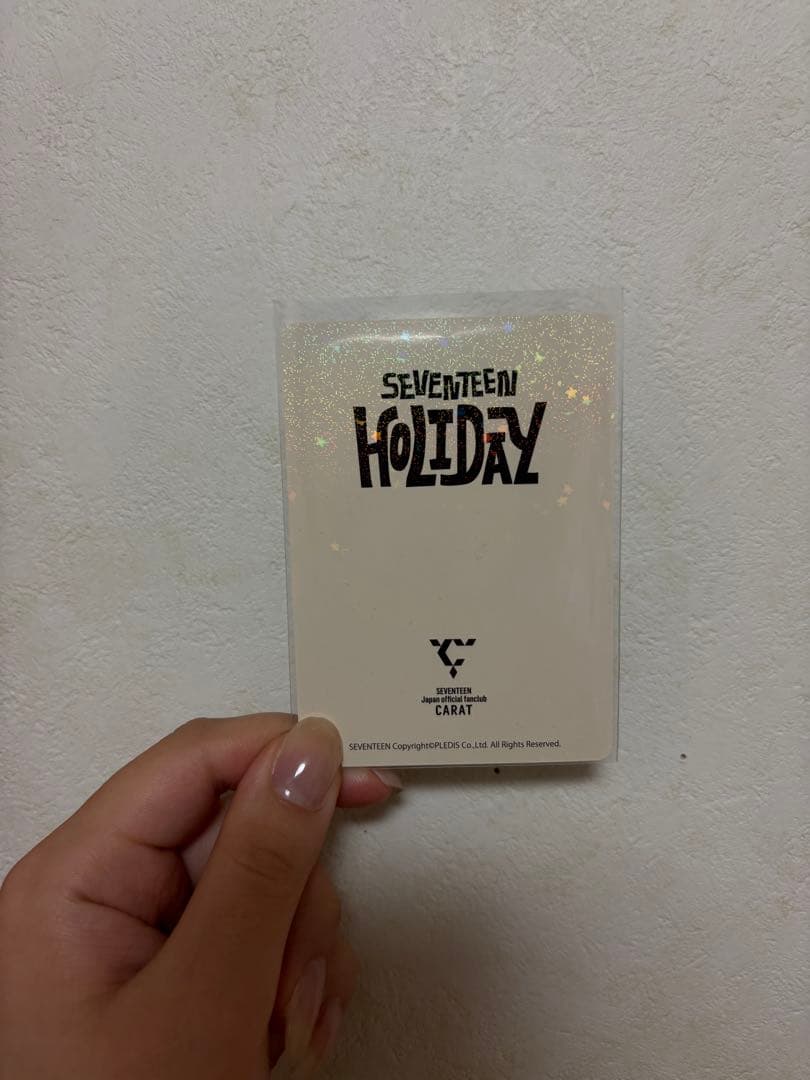 SEVENTEEN
HOLIDAY
SEVENTEEN
Japan official fanclub
CARAT
SEVENTEEN Copyright©PLEDIS Co.,Ltd. All Rights Reserved.